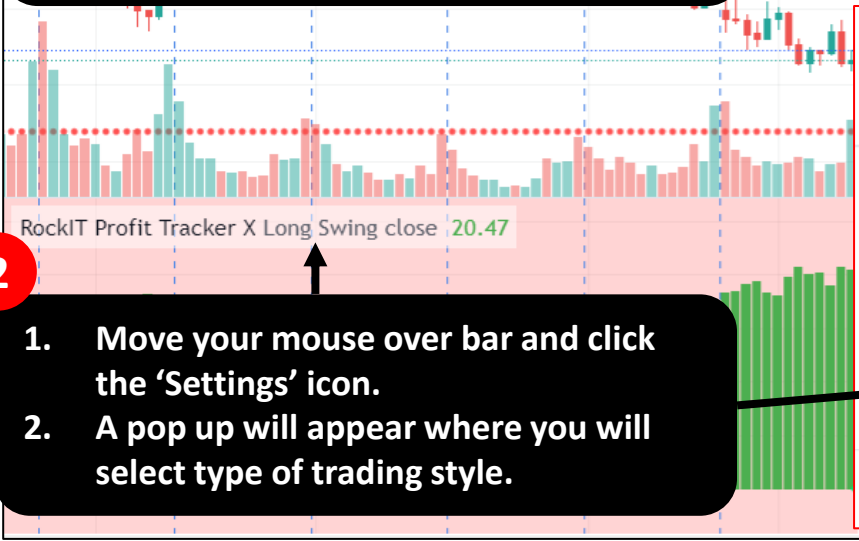 RockIT Profit Tracker X Long Swing close 20.47
2
1. Move your mouse over bar and click
the ‘Settings’ icon.
2. A pop up will appear where you will
select type of trading style.